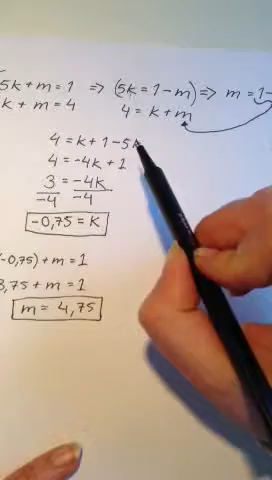 5k + m = 1 => (5k = 1 - m) => m = 1-
k + m = 4 4 = k + m
4 = k + 1 - 5k
4 = -4k + 1
3 = -4k
-4 -4
-0,75 = k
-0,75) + m = 1
3,75 + m = 1
m = 4,75